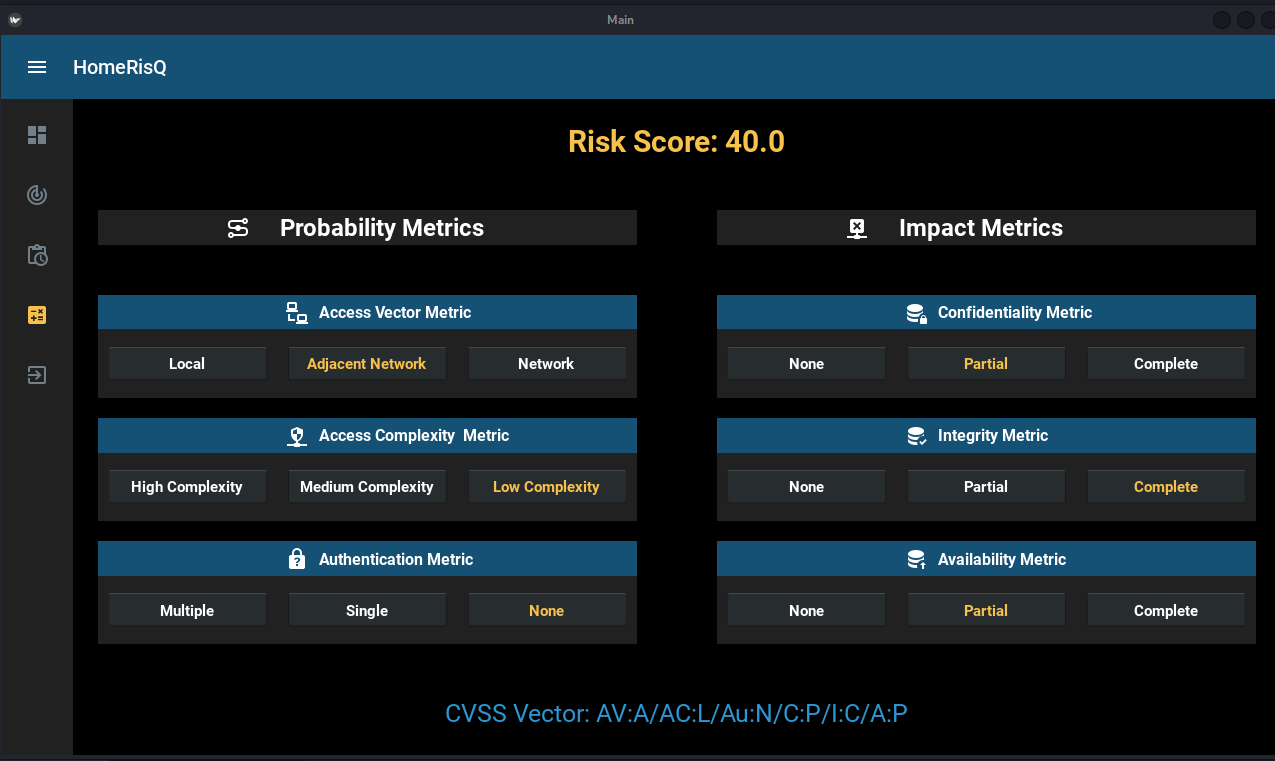 Main
HomeRisQ
Risk Score: 40.0
Probability Metrics
Impact Metrics
Access Vector Metric
Confidentiality Metric
Local Adjacent Network Network
None Partial Complete
Access Complexity  Metric
Integrity Metric
High Complexity Medium Complexity Low Complexity
None Partial Complete
Authentication Metric
Availability Metric
Multiple Single None
None Partial Complete
CVSS Vector: AV:A/AC:L/Au:N/C:P/I:C/A:P